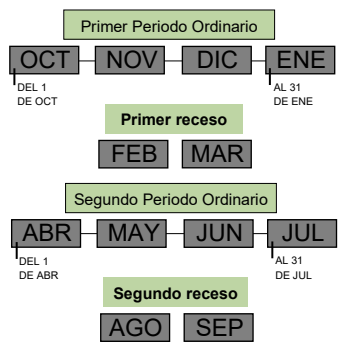 Primer Periodo Ordinario
OCT NOV DIC ENE
DEL 1 AL 31
DE OCT DE ENE
Primer receso
FEB MAR
Segundo Periodo Ordinario
ABR MAY JUN JUL
DEL 1 AL 31
DE ABR DE JUL
Segundo receso
AGO SEP